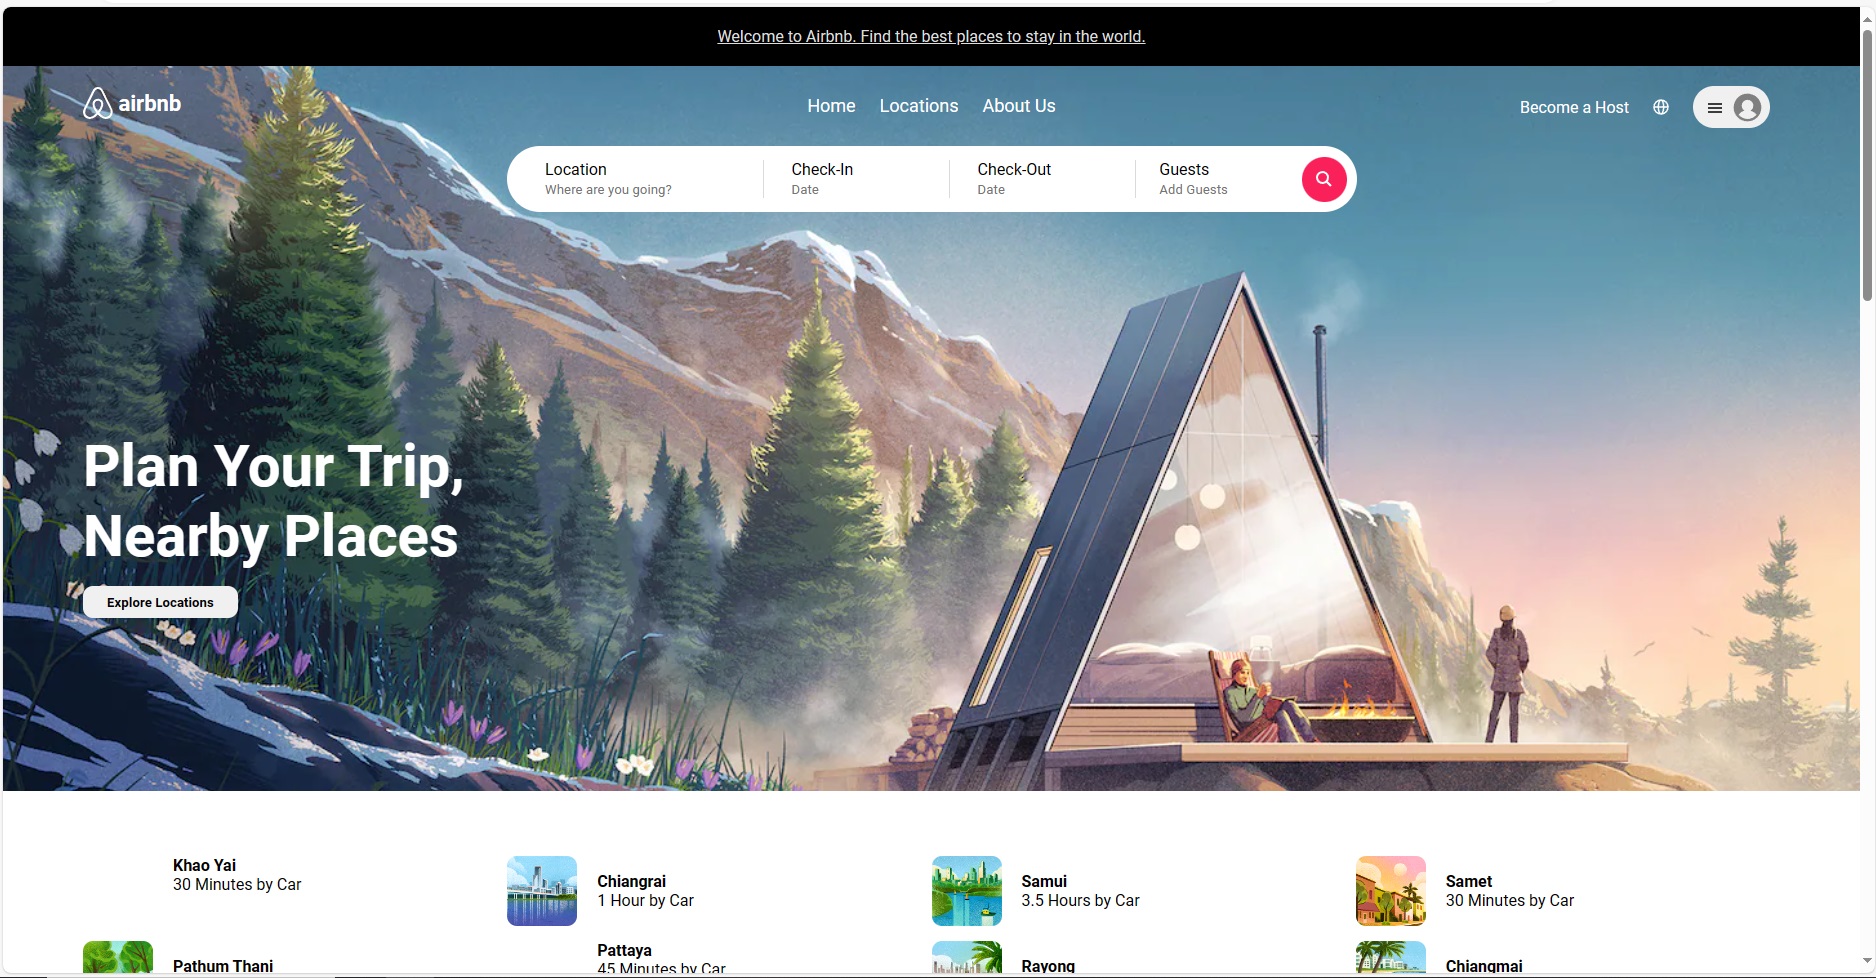 Welcome to Airbnb. Find the best places to stay in the world.
airbnb
Home Locations About Us
Become a Host
Location Check-In Check-Out Guests
Where are you going? Date Date Add Guests
Plan Your Trip,
Nearby Places
Explore Locations
Khao Yai
30 Minutes by Car
Chiangrai
1 Hour by Car
Samui
3.5 Hours by Car
Samet
30 Minutes by Car
Pathum Thani
Pattaya
45 Minutes by Car
Rayong
Chiangmai